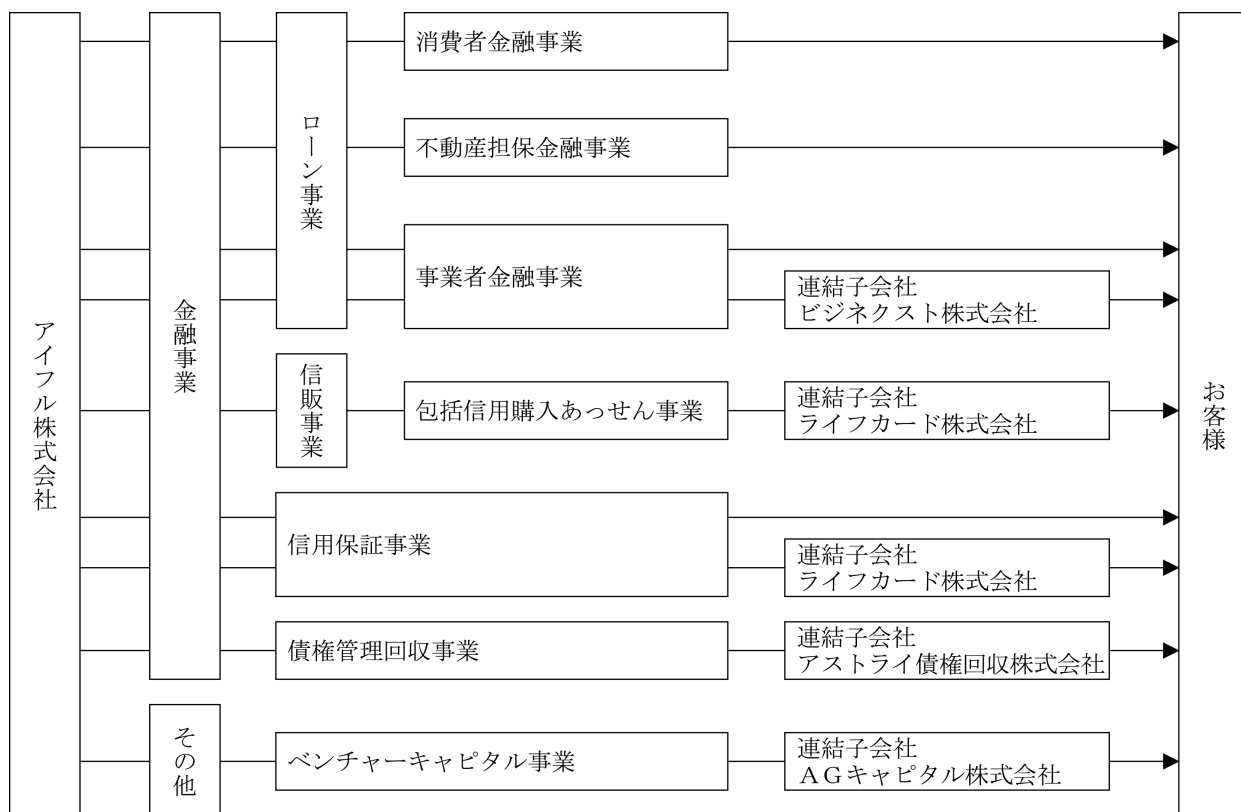 アイフル株式会社
金融事業
ローン事業
消費者金融事業
不動産担保金融事業
事業者金融事業
連結子会社
ビジネクスト株式会社
信販事業
包括信用購入あっせん事業
連結子会社
ライフカード株式会社
信用保証事業
連結子会社
ライフカード株式会社
債権管理回収事業
連結子会社
アストライ債権回収株式会社
その他
ベンチャーキャピタル事業
連結子会社
ＡＧキャピタル株式会社
お客様